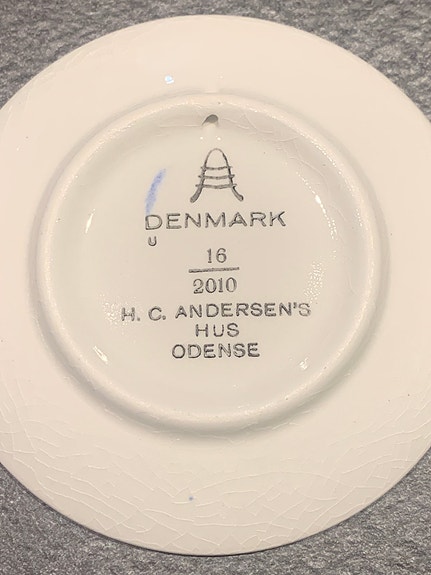 DENMARK
U
16
2010
H. C. ANDERSEN'S
HUS
ODENSE